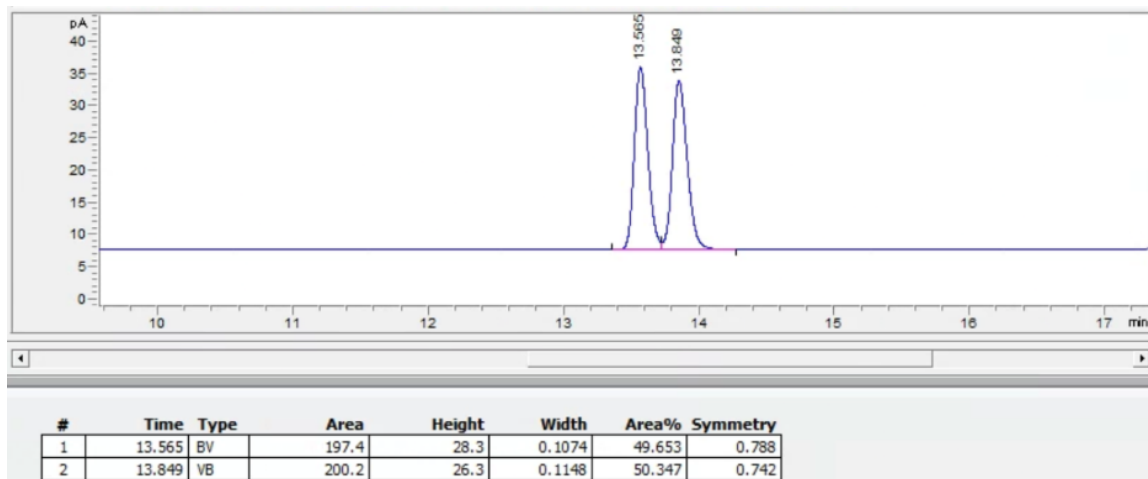 pA
40
35
30
25
20
15
10
5
0
13.565
13.849
10 11 12 13 14 15 16 17 min
# Time Type Area Height Width Area% Symmetry
1 13.565 BV 197.4 28.3 0.1074 49.653 0.788
2 13.849 VB 200.2 26.3 0.1148 50.347 0.742